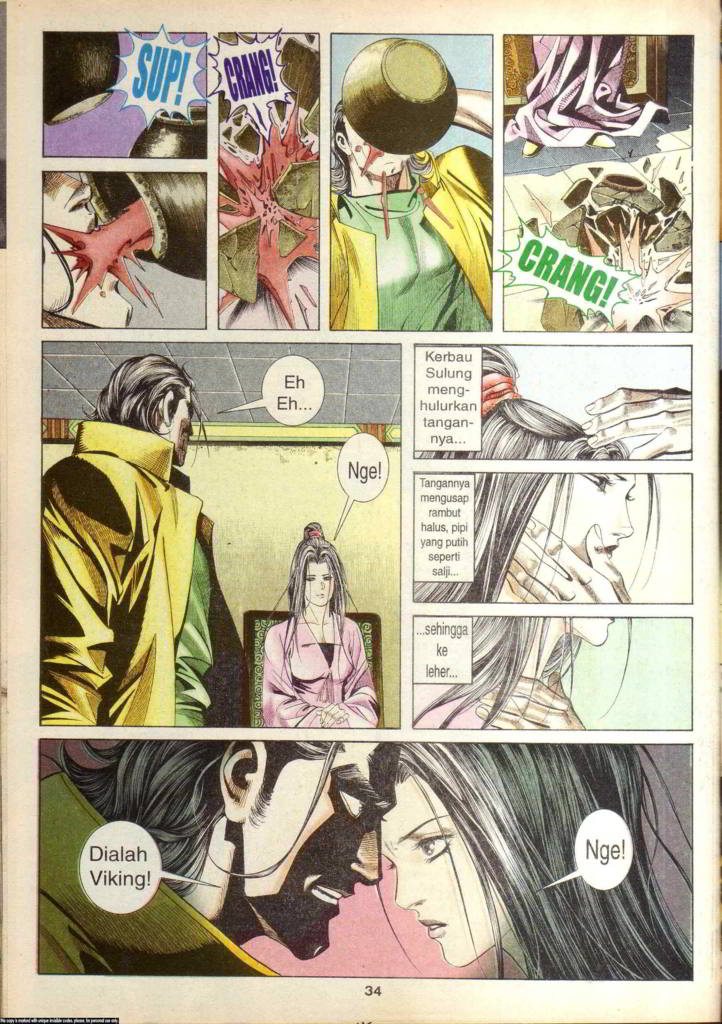 SUP!
CRANG!
CRANG!
Eh
Eh...
Nge!
Kerbau
Sulung
meng-
hulurkan
tangan-
nya...
Tangannya
mengusap
rambut
halus, pipi
yang putih
seperti
salji...
...sehingga
ke
leher...
Dialah
Viking!
Nge!
34